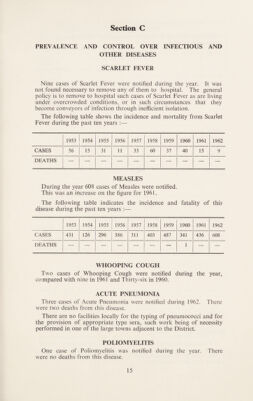 Section C
PREVALENCE AND CONTROL OVER INFECTIOUS AND
OTHER DISEASES
SCARLET FEVER
Nine cases of Scarlet Fever were notified during the year. It was
not found necessary to remove any of them to hospital. The general
policy is to remove to hospital such cases of Scarlet Fever as are living
under overcrowded conditions, or in such circumstances that they
become conveyors of infection through inefficient isolation.
The following table shows the incidence and mortality from Scarlet
Fever during the past ten years :—
1953 1954 1955 1956 1957 1958 1959 1960 1961 1962
CASES 56 15 31 11 33 69 37 40 15 9
DEATHS — — — — — — — — — —
MEASLES
During the year 608 cases of Measles were notified.
This was an increase on the figure for 1961.
The following table indicates the incidence and fatality of this
disease during the past ten years :—
1953 1954 1955 1956 1957 1958 1959 1960 1961 1962
CASES 431 126 296 386 311 403 487 341 436 608
DEATHS — — — — — — — 1 — —
WHOOPING COUGH
Two cases of Whooping Cough were notified during the year,
compared with nine in 1961 and Thirty-six in 1960.
ACUTE PNEUMONIA
Three cases of Acute Pneumonia were notified during 1962. There
were two deaths from this disease.
There are no facilities locally for the typing of pneumococci and for
the provision of appropriate type sera, such work being of necessity
performed in one of the large towns adjacent to the District.
POLIOMYELITIS
One case of Poliomyelitis was notified during the year. There
were no deaths from this disease.
15